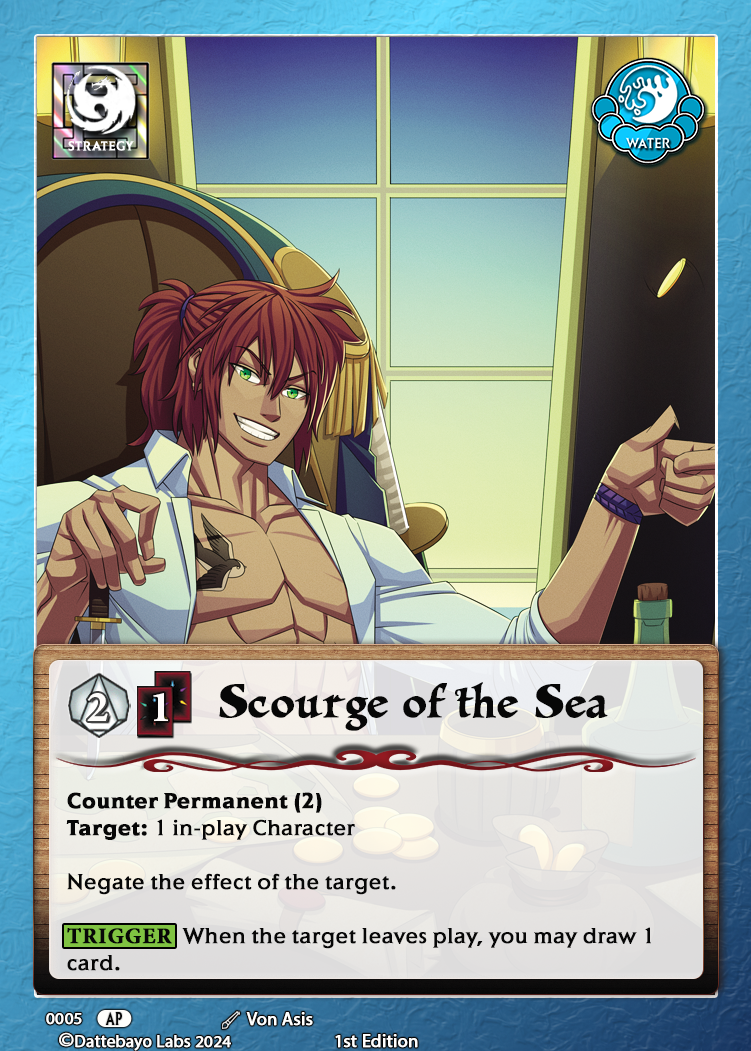 STRATEGY
WATER
2 1 Scourge of the Sea
Counter Permanent (2)
Target: 1 in-play Character
Negate the effect of the target.
TRIGGER When the target leaves play, you may draw 1
card.
0005 AP Von Asis
©Dattebayo Labs 2024 1st Edition